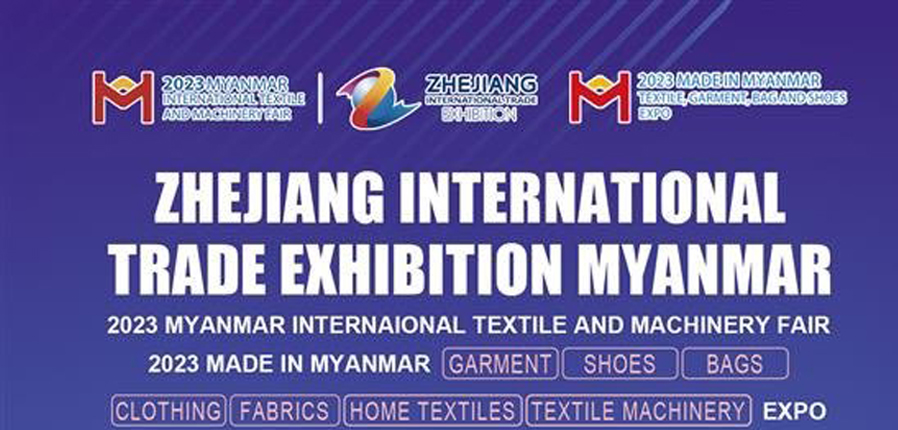 2023 MYANMAR
INTERNATIONAL TEXTILE
AND MACHINERY FAIR
ZHEJIANG
INTERNATIONAL TRADE
EXHIBITION
2023 MADE IN MYANMAR
TEXTILE, GARMENT, BAG AND SHOES
EXPO
ZHEJIANG INTERNATIONAL
TRADE EXHIBITION MYANMAR
2023 MYANMAR INTERNAIONAL TEXTILE AND MACHINERY FAIR
2023 MADE IN MYANMAR GARMENT SHOES BAGS
CLOTHING FABRICS HOME TEXTILES TEXTILE MACHINERY EXPO